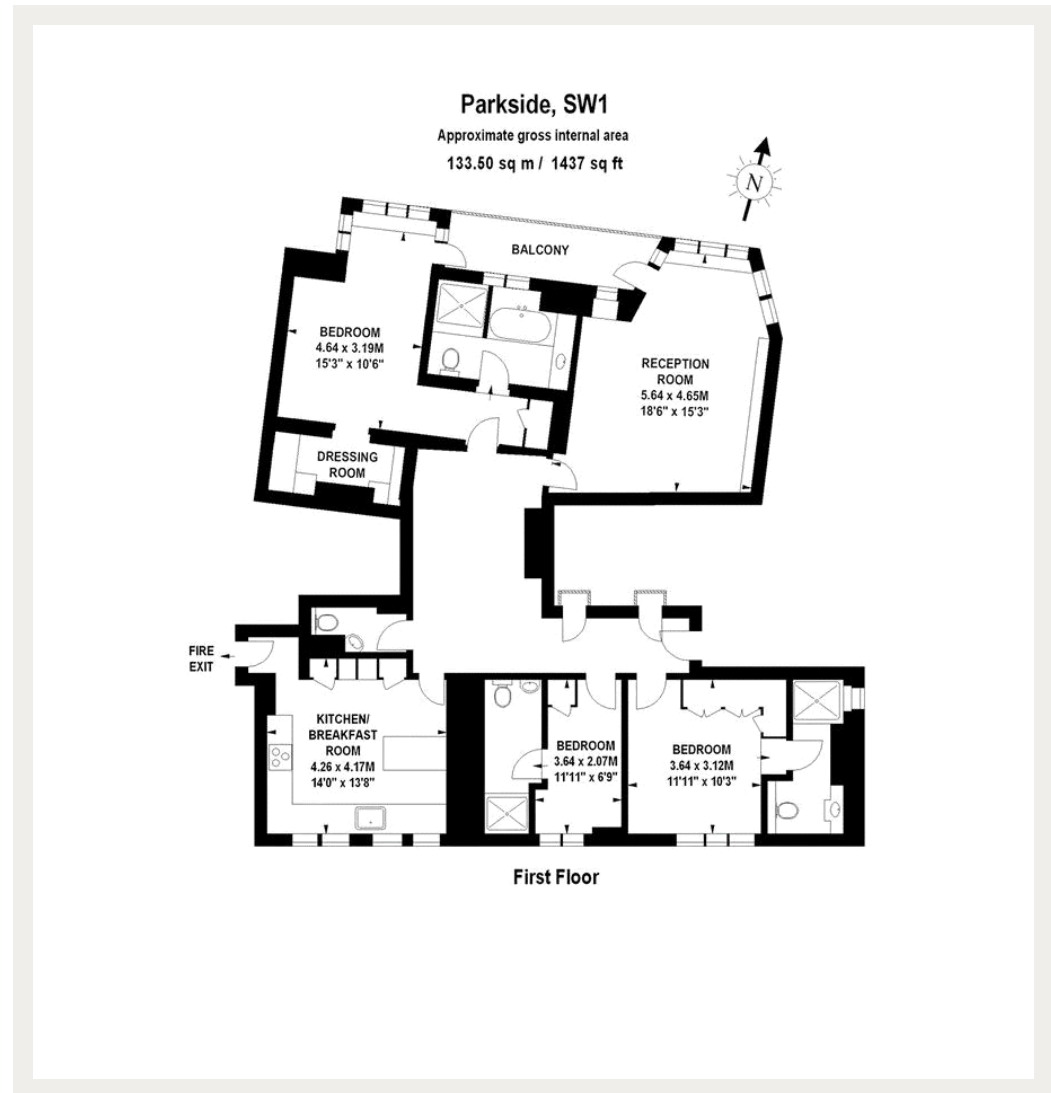 Parkside, SW1
Approximate gross internal area
133.50 sq m / 1437 sq ft
N
BALCONY
BEDROOM
4.64 x 3.19M
15'3" x 10'6"
RECEPTION
ROOM
5.64 x 4.65M
18'6" x 15'3"
DRESSING
ROOM
FIRE
EXIT
KITCHEN/
BREAKFAST
ROOM
4.26 x 4.17M
14'0" x 13'8"
BEDROOM
3.64 x 2.07M
11'11" x 6'9"
BEDROOM
3.64 x 3.12M
11'11" x 10'3"
First Floor